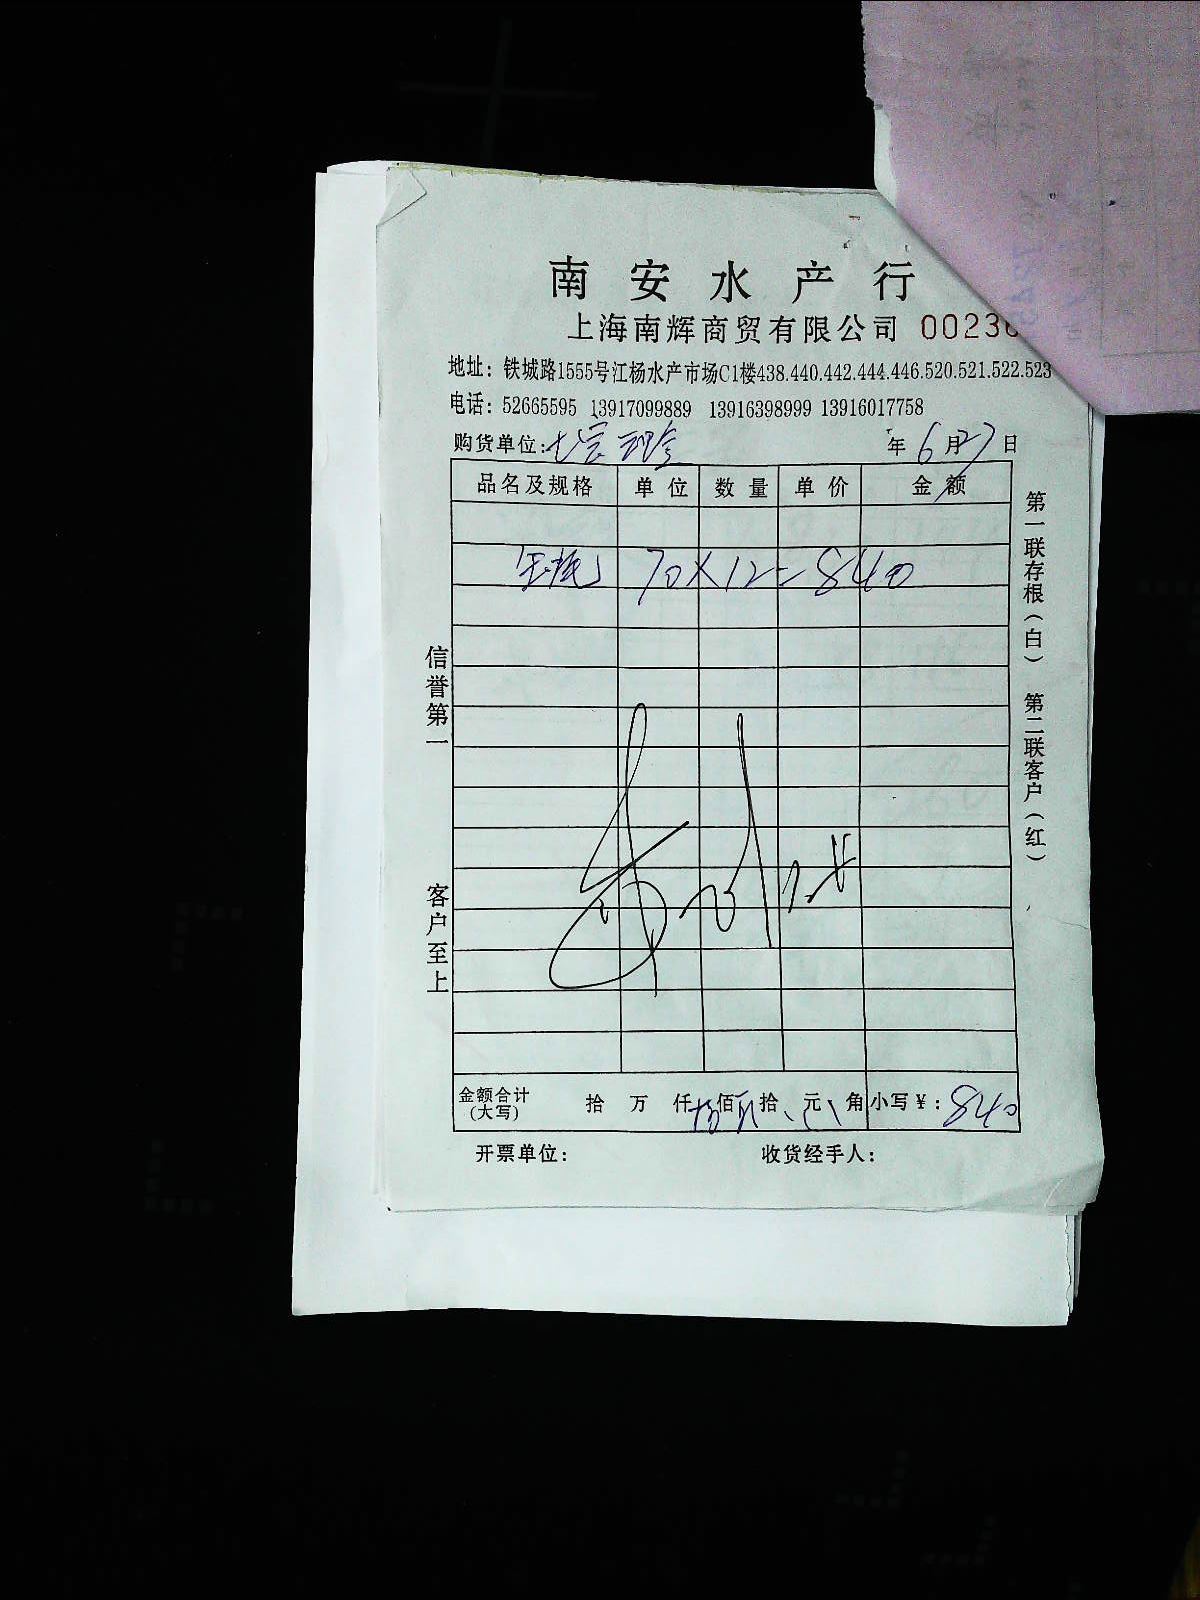 南安水产行
上海南辉商贸有限公司 0023
地址：铁城路1555号江杨水产市场C1楼438.440.442.444.446.520.521.522.523
电话：52665595 13917099889 13916398999 13916017758
购货单位： 年 6 月 27 日
品名及规格 单位 数量 单价 金额
70×12=840
信誉第一 客户至上
第一联存根（白） 第二联客户（红）
金额合计（大写） 拾 万 仟 佰 拾 元 角 小写￥：840
开票单位： 收货经手人：